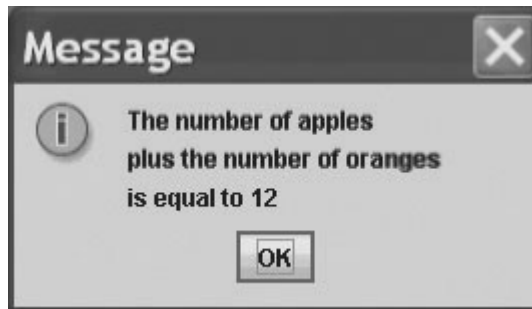 Message
The number of apples
plus the number of oranges
is equal to 12
OK